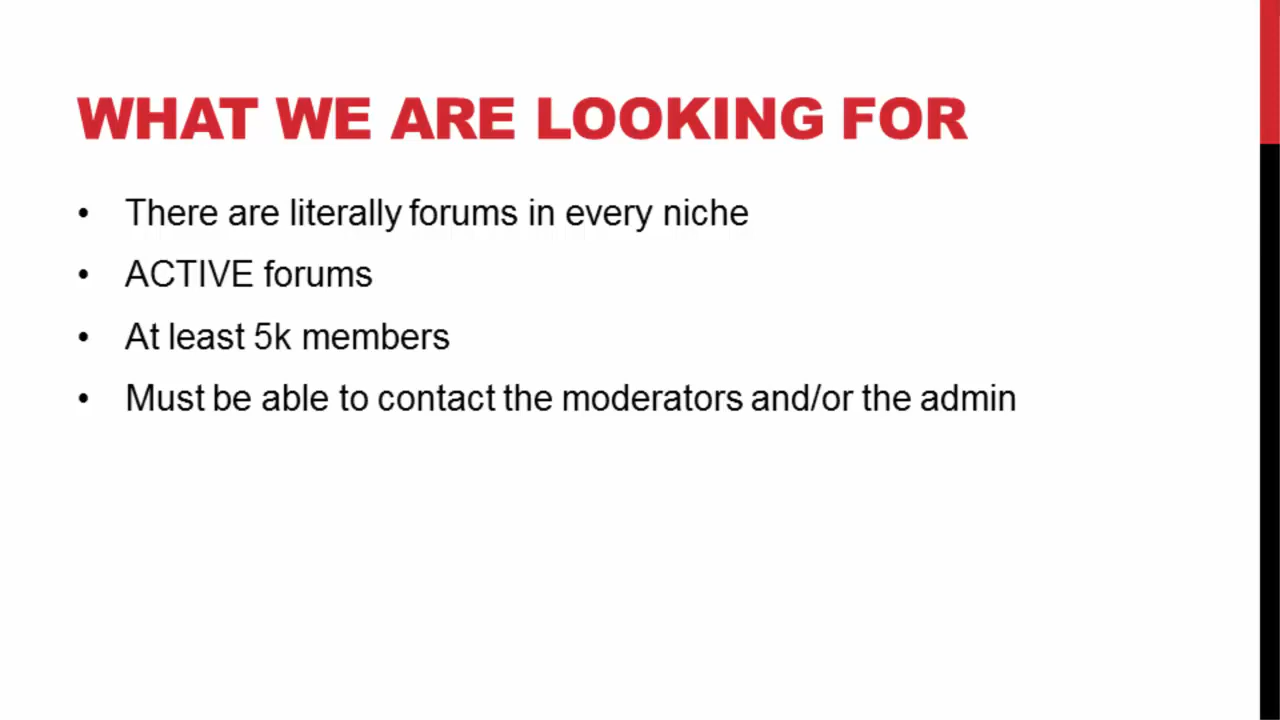 WHAT WE ARE LOOKING FOR
• There are literally forums in every niche
• ACTIVE forums
• At least 5k members
• Must be able to contact the moderators and/or the admin